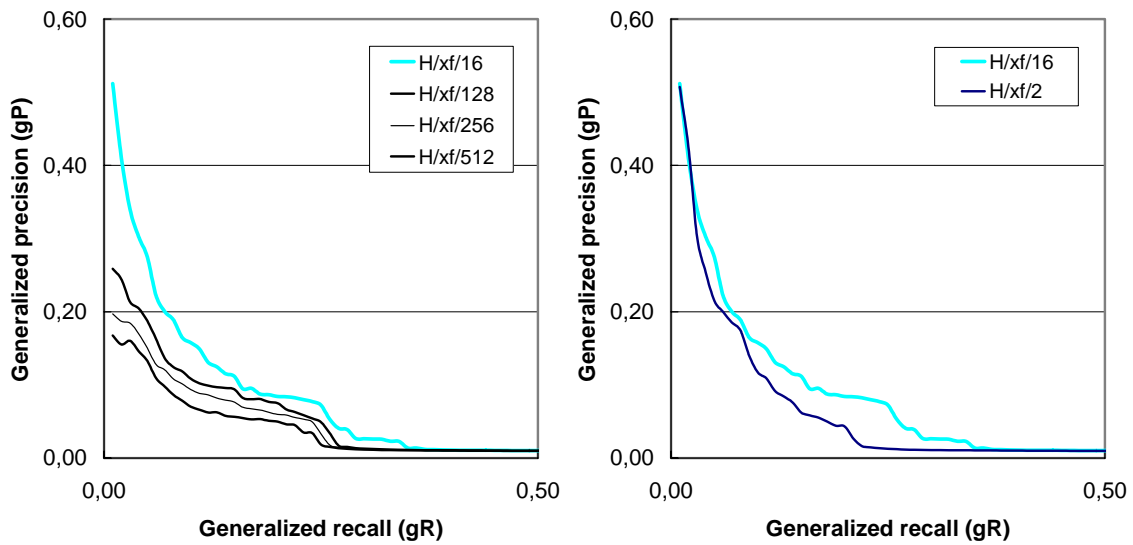 0,60
0,40
0,20
0,00
0,00
0,50
Generalized precision (gP)
Generalized recall (gR)
H/xf/16
H/xf/128
H/xf/256
H/xf/512
0,60
0,40
0,20
0,00
0,00
0,50
Generalized precision (gP)
Generalized recall (gR)
H/xf/16
H/xf/2